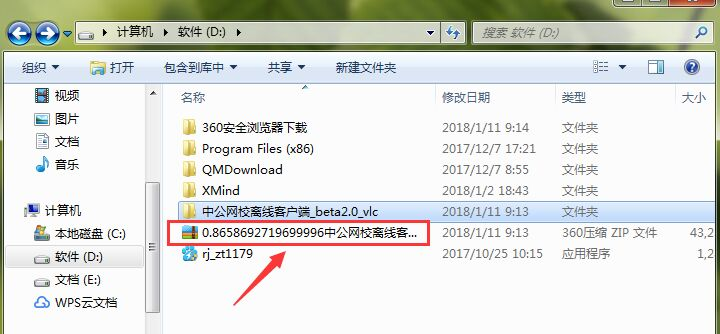 计算机 软件 (D:) 搜索 软件 (D:)
组织 打开 包含到库中 共享 新建文件夹
名称 修改日期 类型 大小
视频
图片
文档
音乐
计算机
本地磁盘 (C:)
软件 (D:)
文档 (E:)
WPS云文档
360安全浏览器下载 2018/1/11 9:14 文件夹
Program Files (x86) 2017/12/7 17:21 文件夹
QMDownload 2017/12/7 8:55 文件夹
XMind 2018/1/2 18:43 文件夹
中公网校离线客户端_beta2.0_vlc 2018/1/11 9:13 文件夹
0.8658692719699996中公网校离线客... 2018/1/11 9:13 360压缩 ZIP 文件 43,2
rj_zt1179 2017/10/25 10:15 应用程序 1,2